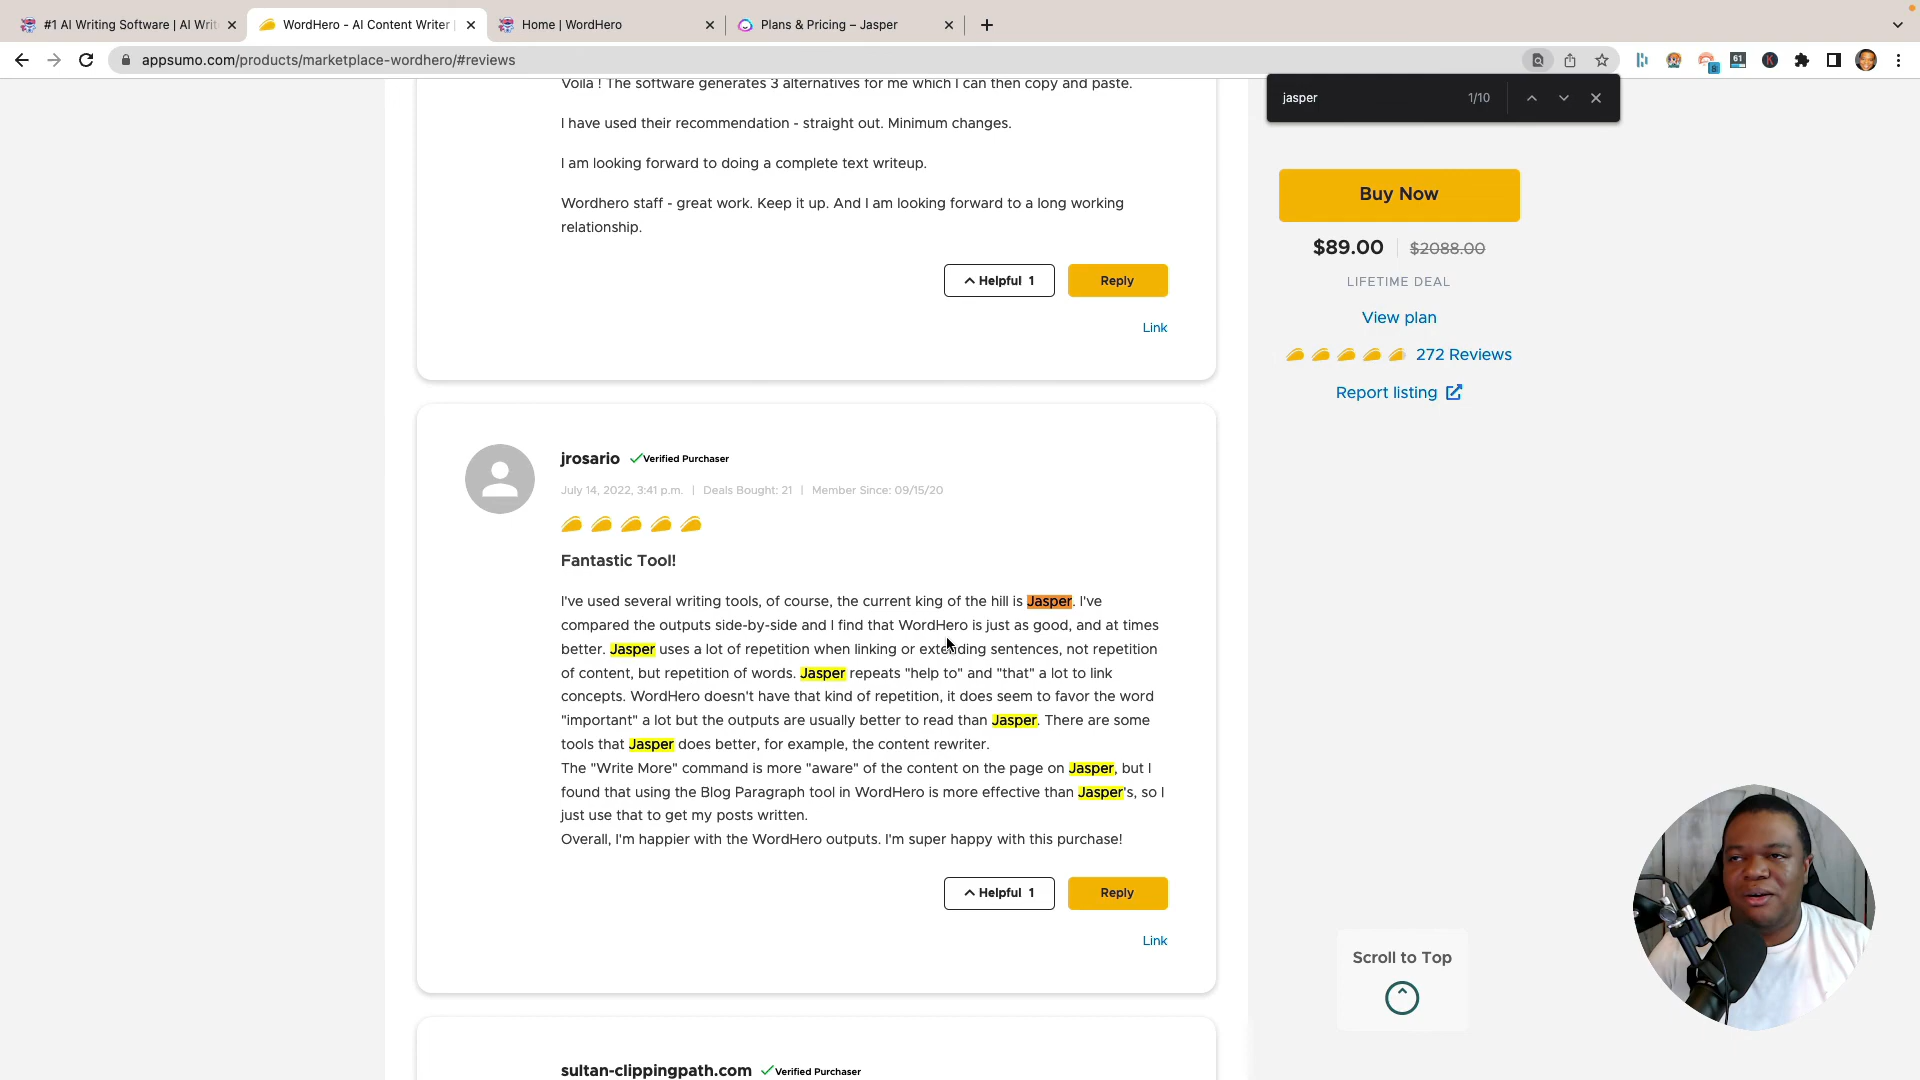 #1 AI Writing Software | AI Writ
WordHero - AI Content Writer |
Home | WordHero
Plans & Pricing – Jasper
appsumo.com/products/marketplace-wordhero/#reviews
61
jasper 1/10
Voila ! The software generates 3 alternatives for me which I can then copy and paste.
I have used their recommendation - straight out. Minimum changes.
I am looking forward to doing a complete text writeup.
Wordhero staff - great work. Keep it up. And I am looking forward to a long working
relationship.
Helpful 1
Reply
Link
Buy Now
$89.00 | $2088.00
LIFETIME DEAL
View plan
272 Reviews
Report listing
jrosario Verified Purchaser
July 14, 2022, 3:41 p.m. | Deals Bought: 21 | Member Since: 09/15/20
Fantastic Tool!
I've used several writing tools, of course, the current king of the hill is Jasper. I've
compared the outputs side-by-side and I find that WordHero is just as good, and at times
better. Jasper uses a lot of repetition when linking or extending sentences, not repetition
of content, but repetition of words. Jasper repeats "help to" and "that" a lot to link
concepts. WordHero doesn't have that kind of repetition, it does seem to favor the word
"important" a lot but the outputs are usually better to read than Jasper. There are some
tools that Jasper does better, for example, the content rewriter.
The "Write More" command is more "aware" of the content on the page on Jasper, but I
found that using the Blog Paragraph tool in WordHero is more effective than Jasper's, so I
just use that to get my posts written.
Overall, I'm happier with the WordHero outputs. I'm super happy with this purchase!
Helpful 1
Reply
Link
Scroll to Top
sultan-clippingpath.com Verified Purchaser